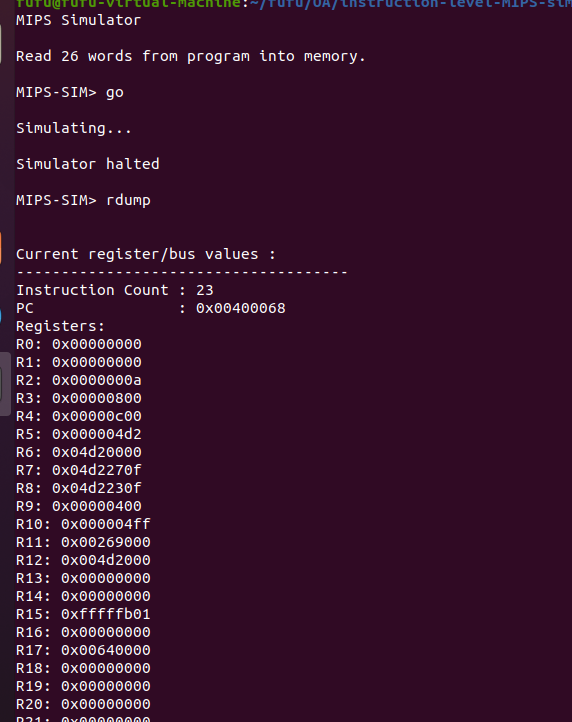 fufu@fufu-virtual-Machine:~/fufu/OA/instruction-level-MIPS-sim
MIPS Simulator
Read 26 words from program into memory.
MIPS-SIM> go
Simulating...
Simulator halted
MIPS-SIM> rdump
Current register/bus values :
-------------------------------------
Instruction Count : 23
PC                : 0x00400068
Registers:
R0: 0x00000000
R1: 0x00000000
R2: 0x0000000a
R3: 0x00000800
R4: 0x00000c00
R5: 0x000004d2
R6: 0x04d20000
R7: 0x04d2270f
R8: 0x04d2230f
R9: 0x00000400
R10: 0x000004ff
R11: 0x00269000
R12: 0x004d2000
R13: 0x00000000
R14: 0x00000000
R15: 0xfffffb01
R16: 0x00000000
R17: 0x00640000
R18: 0x00000000
R19: 0x00000000
R20: 0x00000000
R21: 0x00000000